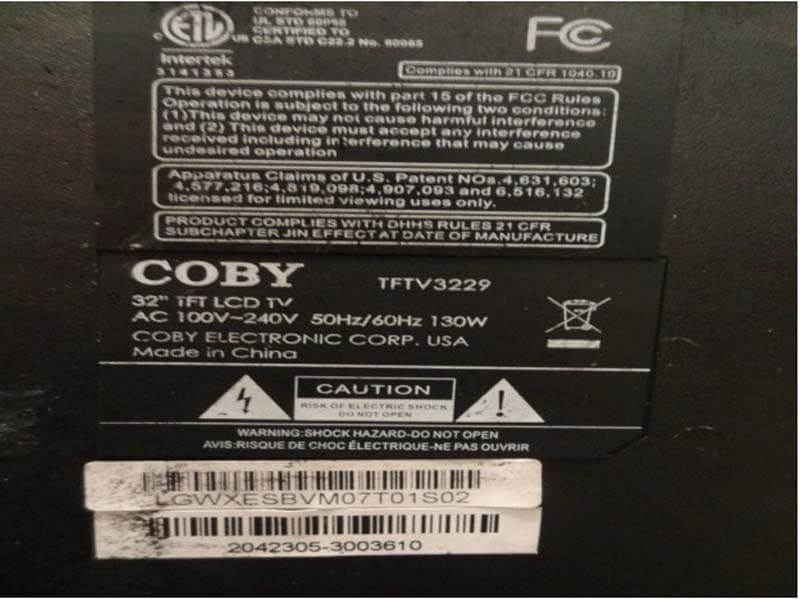 ETL
CONFORMS TO
UL STD 60065
CERTIFIED TO
C US CSA STD C22.2 No. 60065
Intertek
3141353
FC
Complies with 21 CFR 1040.10
This device complies with part 15 of the FCC Rules
Operation is subject to the following two conditions:
(1)This device may not cause harmful interference
and (2) This device must accept any interference
received including interference that may cause
undesired operation
Apparatus Claims of U.S. Patent NOs.4,631,603;
4,577,216;4,819,098;4,907,093 and 6,516,132
licensed for limited viewing uses only.
PRODUCT COMPLIES WITH DHHS RULES 21 CFR
SUBCHAPTER JIN EFFECT AT DATE OF MANUFACTURE
COBY TFTV3229
32" TFT LCD TV
AC 100V~240V 50Hz/60Hz 130W
COBY ELECTRONIC CORP. USA
Made in China
CAUTION
RISK OF ELECTRIC SHOCK
DO NOT OPEN
WARNING:SHOCK HAZARD-DO NOT OPEN
AVIS:RISQUE DE CHOC ÉLECTRIQUE-NE PAS OUVRIR
LGWXESBVM07T01S02
2042305-3003610